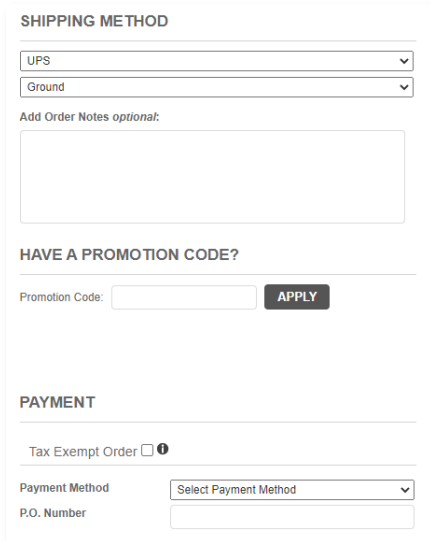 SHIPPING METHOD
UPS
Ground
Add Order Notes optional:
HAVE A PROMOTION CODE?
Promotion Code: APPLY
PAYMENT
Tax Exempt Order
Payment Method Select Payment Method
P.O. Number